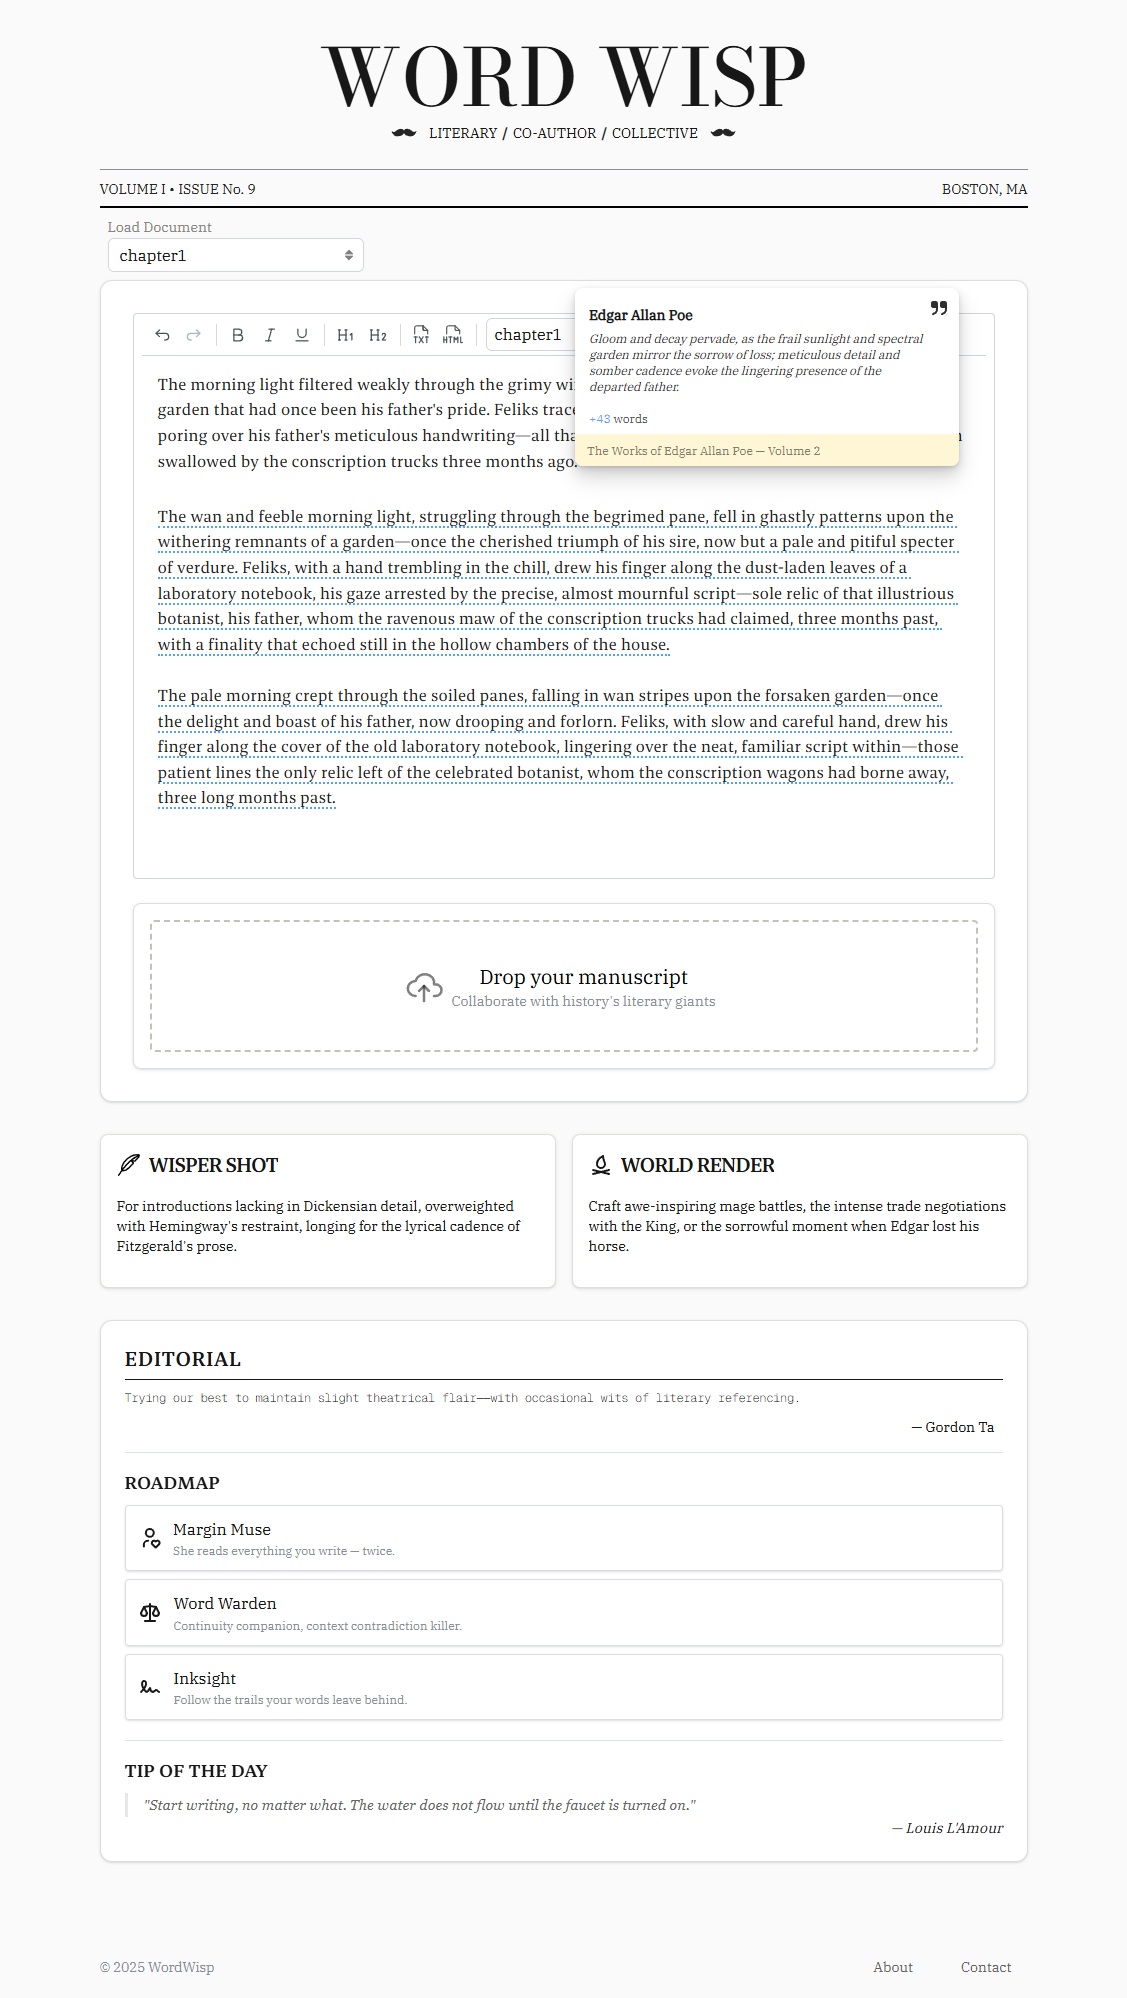 WORD WISP
LITERARY / CO-AUTHOR / COLLECTIVE
VOLUME I • ISSUE No. 9
BOSTON, MA
Load Document
chapter1
B I U H1 H2 TXT HTML chapter1
Edgar Allan Poe
Gloom and decay pervade, as the frail sunlight and spectral
garden mirror the sorrow of loss; meticulous detail and
somber cadence evoke the lingering presence of the
departed father.
+43 words
The Works of Edgar Allan Poe — Volume 2
The morning light filtered weakly through the grimy
garden that had once been his father's pride. Feliks
poring over his father's meticulous handwriting—all
swallowed by the conscription trucks three months ago.
The wan and feeble morning light, struggling through the begrimed pane, fell in ghastly patterns upon the
withering remnants of a garden—once the cherished triumph of his sire, now but a pale and pitiful specter
of verdure. Feliks, with a hand trembling in the chill, drew his finger along the dust-laden leaves of a
laboratory notebook, his gaze arrested by the precise, almost mournful script—sole relic of that illustrious
botanist, his father, whom the ravenous maw of the conscription trucks had claimed, three months past,
with a finality that echoed still in the hollow chambers of the house.
The pale morning crept through the soiled panes, falling in wan stripes upon the forsaken garden—once
the delight and boast of his father, now drooping and forlorn. Feliks, with slow and careful hand, drew his
finger along the cover of the old laboratory notebook, lingering over the neat, familiar script within—those
patient lines the only relic left of the celebrated botanist, whom the conscription wagons had borne away,
three long months past.
Drop your manuscript
Collaborate with history's literary giants
WISPER SHOT
For introductions lacking in Dickensian detail, overweighted
with Hemingway's restraint, longing for the lyrical cadence of
Fitzgerald's prose.
WORLD RENDER
Craft awe-inspiring mage battles, the intense trade negotiations
with the King, or the sorrowful moment when Edgar lost his
horse.
EDITORIAL
Trying our best to maintain slight theatrical flair——with occasional wits of literary referencing.
— Gordon Ta
ROADMAP
Margin Muse
She reads everything you write — twice.
Word Warden
Continuity companion, context contradiction killer.
Inksight
Follow the trails your words leave behind.
TIP OF THE DAY
"Start writing, no matter what. The water does not flow until the faucet is turned on."
— Louis L'Amour
© 2025 WordWisp
About
Contact